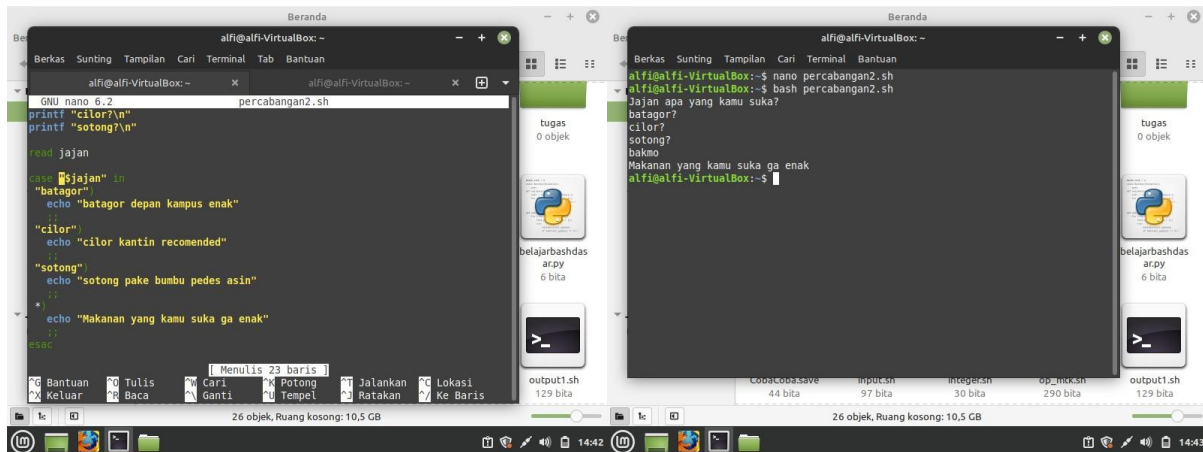 Beranda
alfi@alfi-VirtualBox: ~
Berkas Sunting Tampilan Cari Terminal Tab Bantuan
alfi@alfi-VirtualBox: ~ × alfi@alfi-VirtualBox: ~ ×
GNU nano 6.2 percabangan2.sh
printf "cilor?\n"
printf "sotong?\n"
read jajan
case "$jajan" in
"batagor")
echo "batagor depan kampus enak"
;;
"cilor")
echo "cilor kantin recomended"
;;
"sotong")
echo "sotong pake bumbu pedes asin"
;;
*)
echo "Makanan yang kamu suka ga enak"
;;
esac
[ Menulis 23 baris ]
^G Bantuan ^O Tulis ^W Cari ^K Potong ^T Jalankan ^C Lokasi
^X Keluar ^R Baca ^\ Ganti ^U Tempel ^J Ratakan ^/ Ke Baris
tugas
0 objek
belajarbashdas
ar.py
6 bita
output1.sh
129 bita
26 objek, Ruang kosong: 10,5 GB
14:42
Beranda
alfi@alfi-VirtualBox: ~
Berkas Sunting Tampilan Cari Terminal Bantuan
alfi@alfi-VirtualBox:~$ nano percabangan2.sh
alfi@alfi-VirtualBox:~$ bash percabangan2.sh
Jajan apa yang kamu suka?
batagor?
cilor?
sotong?
bakmo
Makanan yang kamu suka ga enak
alfi@alfi-VirtualBox:~$
tugas
0 objek
belajarbashdas
ar.py
6 bita
CobaCoba.save input.sh integer.sh op_mtk.sh output1.sh
44 bita 97 bita 30 bita 290 bita 129 bita
26 objek, Ruang kosong: 10,5 GB
14:43